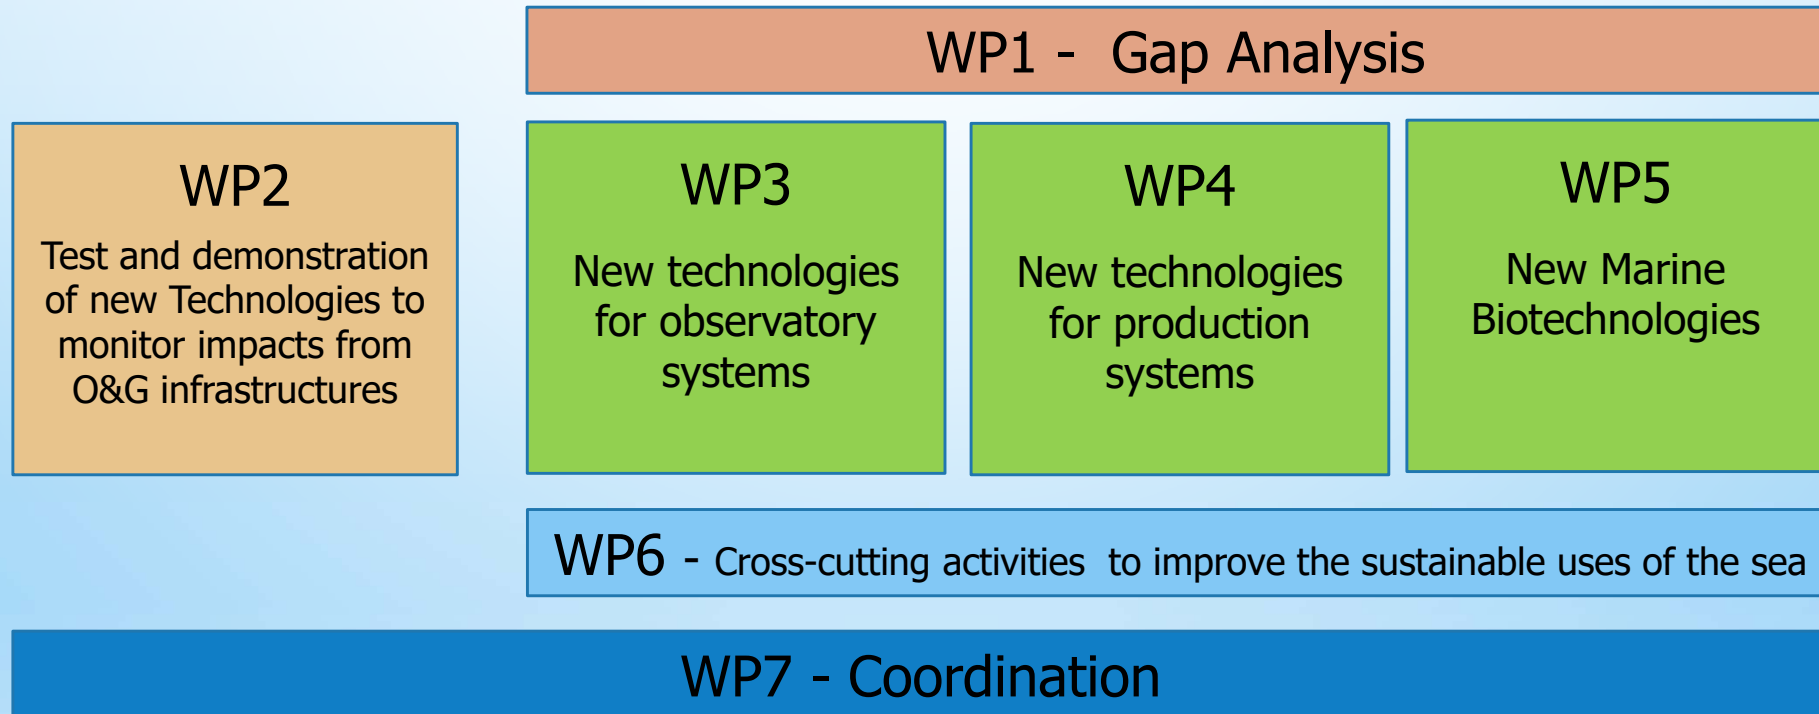 WP1 - Gap Analysis
WP2
Test and demonstration
of new Technologies to
monitor impacts from
O&G infrastructures
WP3
New technologies
for observatory
systems
WP4
New technologies
for production
systems
WP5
New Marine
Biotechnologies
WP6 - Cross-cutting activities to improve the sustainable uses of the sea
WP7 - Coordination